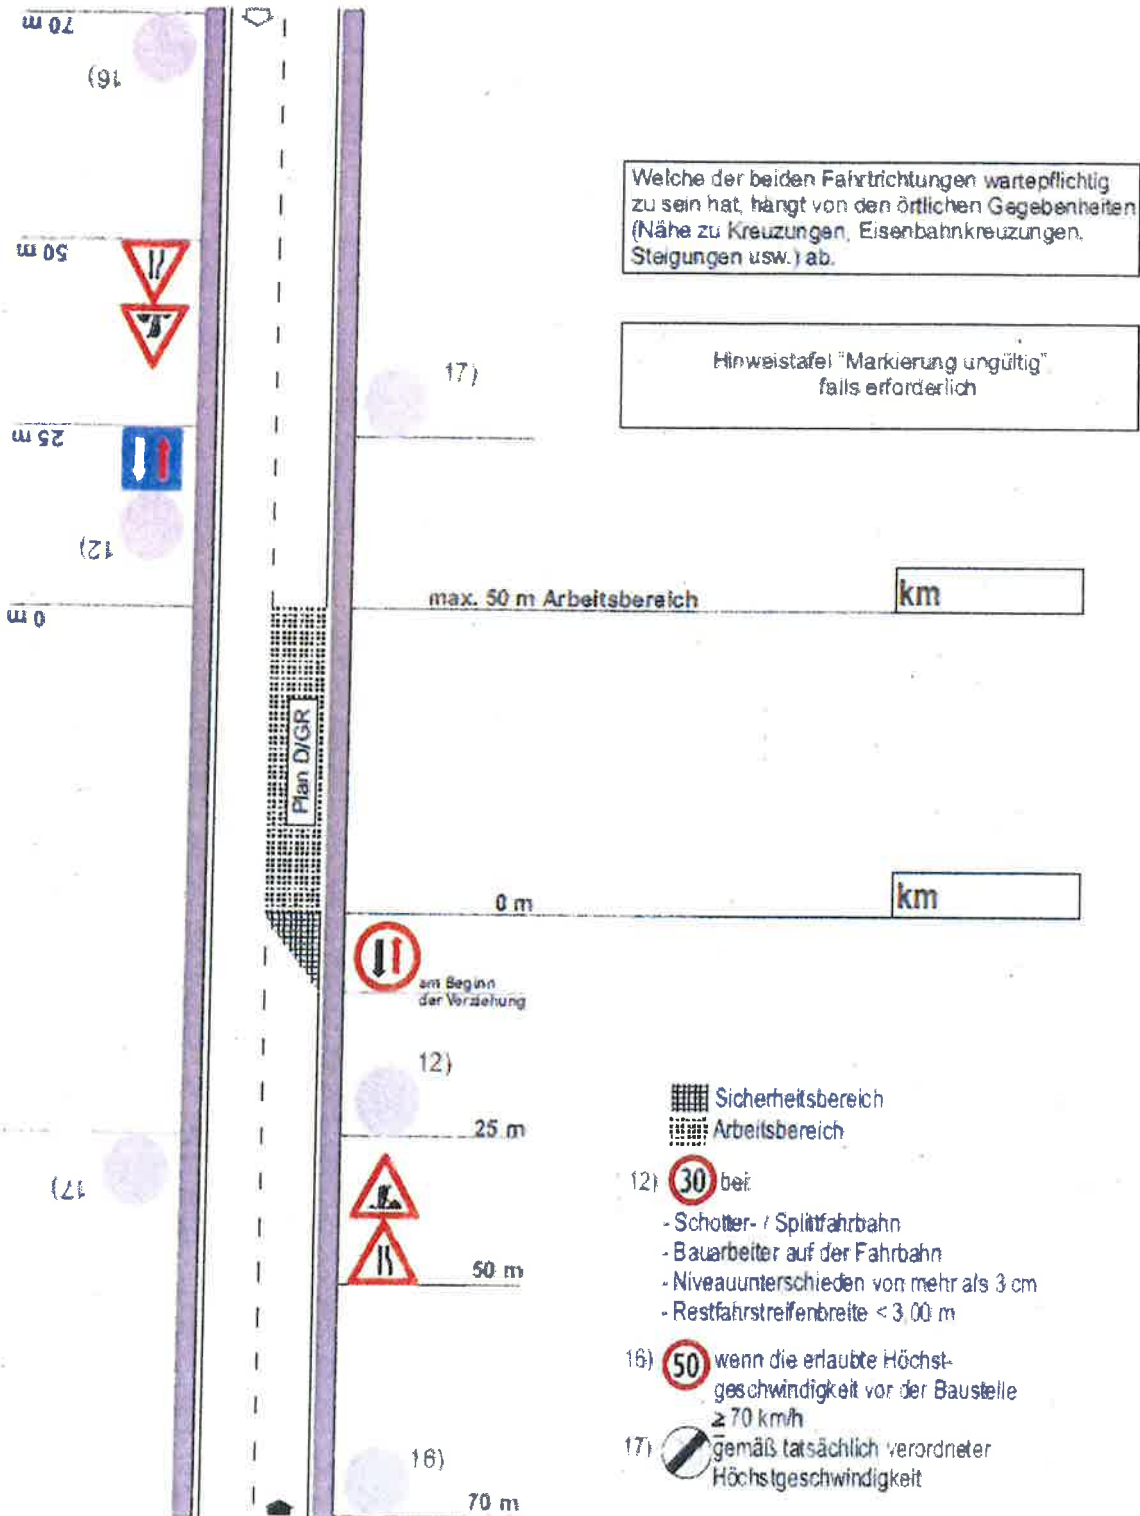 70 m
16)
Welche der beiden Fahrtrichtungen wartepflichtig
zu sein hat, hängt von den örtlichen Gegebenheiten
(Nähe zu Kreuzungen, Eisenbahnkreuzungen,
Steigungen usw.) ab.
50 m
Hinweistafel "Markierung ungültig"
falls erforderlich
17)
25 m
12)
max. 50 m Arbeitsbereich
km
0 m
Plan D/GR
0 m
km
am Beginn
der Verziehung
12)
25 m
17)
50 m
16)
70 m
Sicherheitsbereich
Arbeitsbereich
12) 30 bei:
- Schotter- / Splittfahrbahn
- Bauarbeiter auf der Fahrbahn
- Niveauunterschieden von mehr als 3 cm
- Restfahrstreifenbreite < 3,00 m
16) 50 wenn die erlaubte Höchst-
geschwindigkeit vor der Baustelle
≥ 70 km/h
17) gemäß tatsächlich verordneter
Höchstgeschwindigkeit